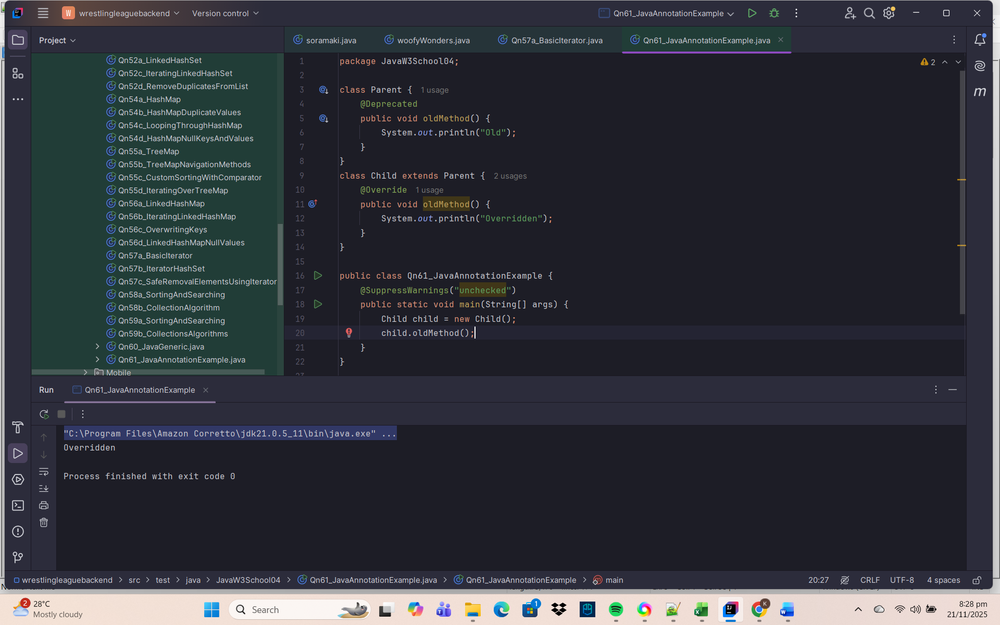 W wrestlingleaguebackend Version control Qn61_JavaAnnotationExample
Project
soramaki.java woofyWonders.java Qn57a_BasicIterator.java Qn61_JavaAnnotationExample.java
Qn52a_LinkedHashSet
Qn52c_IteratingLinkedHashSet
Qn52d_RemoveDuplicatesFromList
Qn54a_HashMap
Qn54b_HashMapDuplicateValues
Qn54c_LoopingThroughHashMap
Qn54d_HashMapNullKeysAndValues
Qn55a_TreeMap
Qn55b_TreeMapNavigationMethods
Qn55c_CustomSortingWithComparator
Qn55d_IteratingOverTreeMap
Qn56a_LinkedHashMap
Qn56b_IteratingLinkedHashMap
Qn56c_OverwritingKeys
Qn56d_LinkedHashMapNullValues
Qn57a_BasicIterator
Qn57b_IteratorHashSet
Qn57c_SafeRemovalElementsUsingIterator
Qn58a_SortingAndSearching
Qn58b_CollectionAlgorithm
Qn59a_SortingAndSearching
Qn59b_CollectionsAlgorithms
Qn60_JavaGeneric.java
Qn61_JavaAnnotationExample.java
Mobile
2
1 package JavaW3School04;
2
3 class Parent { 1 usage
4 @Deprecated
5 public void oldMethod() {
6 System.out.println("Old");
7 }
8 }
9 class Child extends Parent { 2 usages
10 @Override 1 usage
11 public void oldMethod() {
12 System.out.println("Overridden");
13 }
14 }
15
16 public class Qn61_JavaAnnotationExample {
17 @SuppressWarnings("unchecked")
18 public static void main(String[] args) {
19 Child child = new Child();
20 child.oldMethod();
21 }
22 }
m
Run Qn61_JavaAnnotationExample
"C:\Program Files\Amazon Corretto\jdk21.0.5_11\bin\java.exe" ...
Overridden
Process finished with exit code 0
wrestlingleaguebackend > src > test > java > JavaW3School04 > Qn61_JavaAnnotationExample.java > Qn61_JavaAnnotationExample > main 20:27 CRLF UTF-8 4 spaces
2 28°C
Mostly cloudy
Search
1
K
8:28 pm
21/11/2025